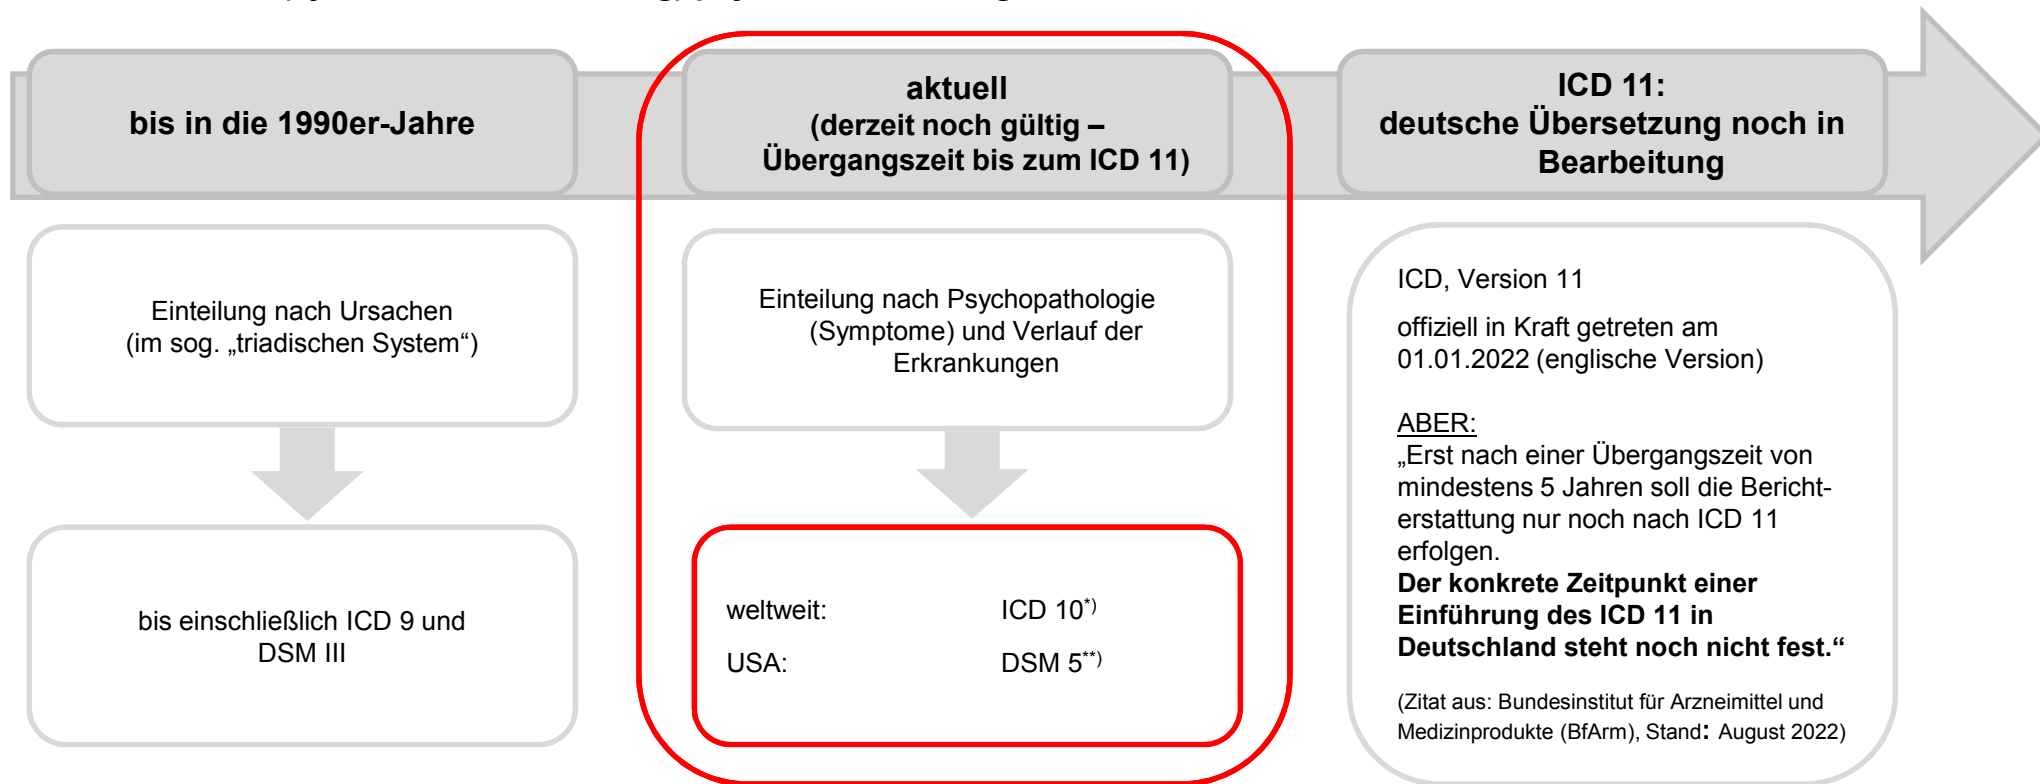 bis in die 1990er-Jahre
Einteilung nach Ursachen
(im sog. „triadischen System“)
bis einschließlich ICD 9 und
DSM III
aktuell
(derzeit noch gültig –
Übergangszeit bis zum ICD 11)
Einteilung nach Psychopathologie
(Symptome) und Verlauf der
Erkrankungen
weltweit: ICD 10*)
USA: DSM 5**)
ICD 11:
deutsche Übersetzung noch in
Bearbeitung
ICD, Version 11
offiziell in Kraft getreten am
01.01.2022 (englische Version)
ABER:
„Erst nach einer Übergangszeit von
mindestens 5 Jahren soll die Bericht-
erstattung nur noch nach ICD 11
erfolgen.
Der konkrete Zeitpunkt einer
Einführung des ICD 11 in
Deutschland steht noch nicht fest.“
(Zitat aus: Bundesinstitut für Arzneimittel und
Medizinprodukte (BfArm), Stand: August 2022)